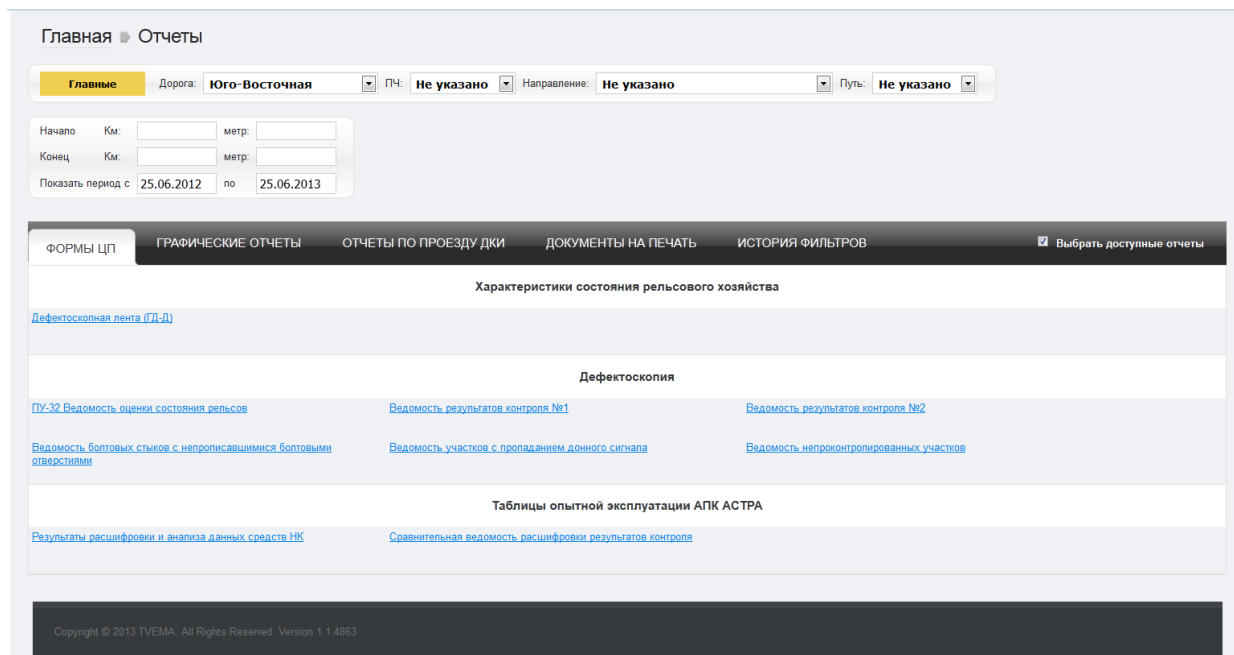 Главная Отчеты
Главные Дорога: Юго-Восточная ПЧ: Не указано Направление: Не указано Путь: Не указано
Начало Км: метр:
Конец Км: метр:
Показать период с 25.06.2012 по 25.06.2013
ФОРМЫ ЦП ГРАФИЧЕСКИЕ ОТЧЕТЫ ОТЧЕТЫ ПО ПРОЕЗДУ ДКИ ДОКУМЕНТЫ НА ПЕЧАТЬ ИСТОРИЯ ФИЛЬТРОВ Выбрать доступные отчеты
Характеристики состояния рельсового хозяйства
Дефектоскопная лента (ГД-Д)
Дефектоскопия
ПУ-32 Ведомость оценки состояния рельсов Ведомость результатов контроля №1 Ведомость результатов контроля №2
Ведомость болтовых стыков с непрописавшимися болтовыми Ведомость участков с пропаданием донного сигнала Ведомость непроконтролированных участков
отверстиями
Таблицы опытной эксплуатации АПК АСТРА
Результаты расшифровки и анализа данных средств НК Сравнительная ведомость расшифровки результатов контроля
Copyright © 2013 TVEMA. All Rights Reserved. Version 1.1.4863